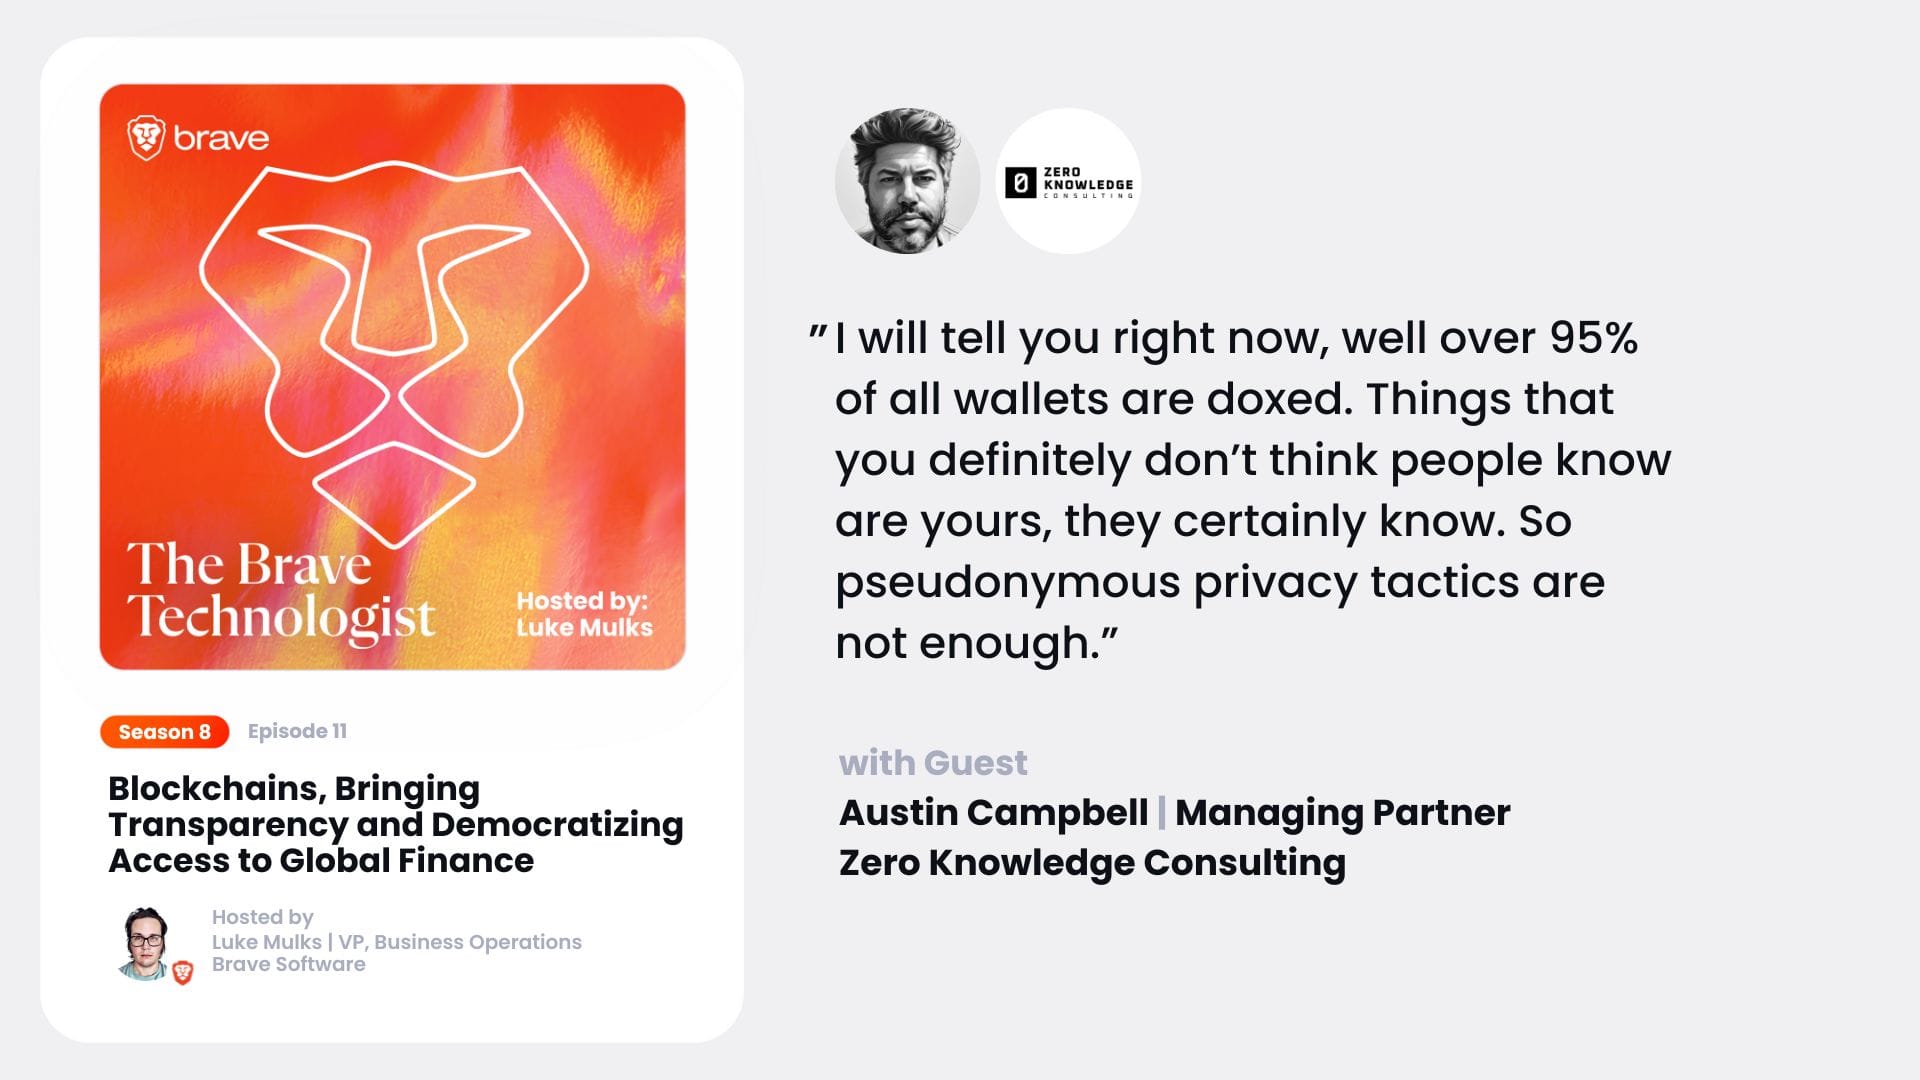 brave
The Brave
Technologist
Hosted by:
Luke Mulks
Season 8 Episode 11
Blockchains, Bringing
Transparency and Democratizing
Access to Global Finance
Hosted by
Luke Mulks | VP, Business Operations
Brave Software
ZERO
KNOWLEDGE
CONSULTING
”I will tell you right now, well over 95%
of all wallets are doxed. Things that
you definitely don’t think people know
are yours, they certainly know. So
pseudonymous privacy tactics are
not enough.”
with Guest
Austin Campbell | Managing Partner
Zero Knowledge Consulting